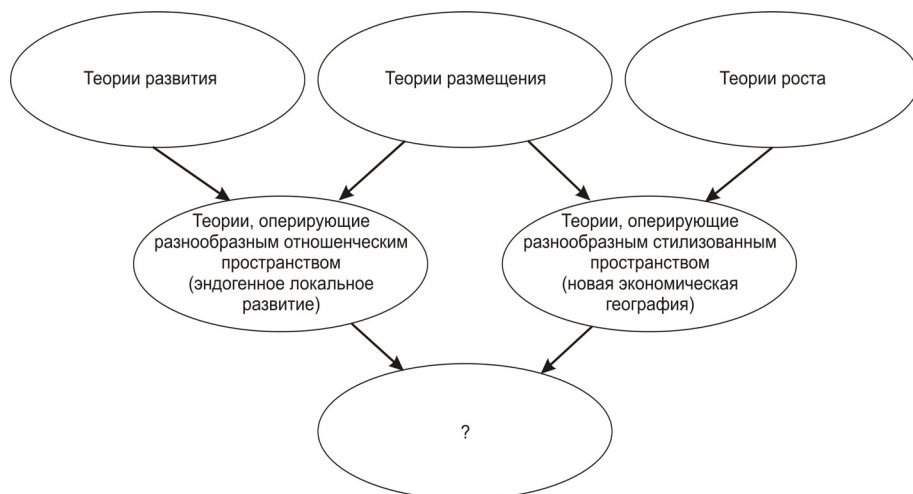 Теории развития
Теории размещения
Теории роста
Теории, оперирующие
разнообразным отношенческим
пространством
(эндогенное локальное
развитие)
Теории, оперирующие
разнообразным стилизованным
пространством
(новая экономическая
география)
?